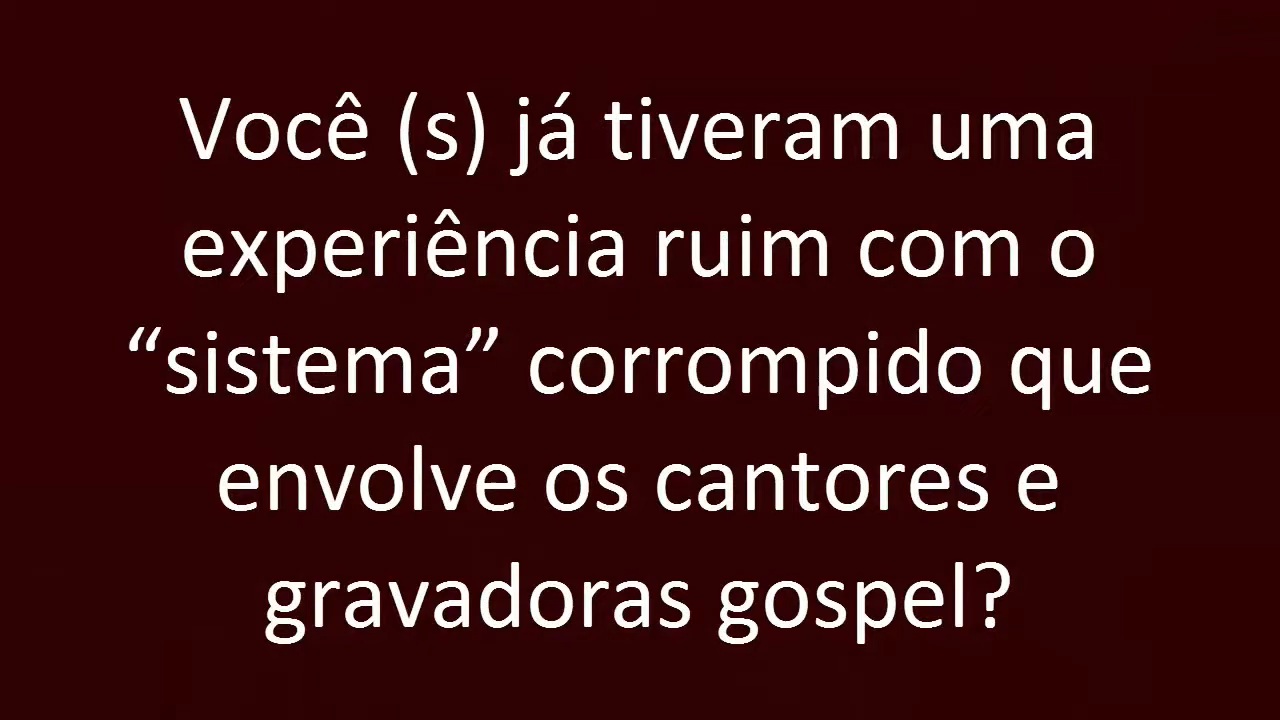 Você (s) já tiveram uma
experiência ruim com o
“sistema” corrompido que
envolve os cantores e
gravadoras gospel?